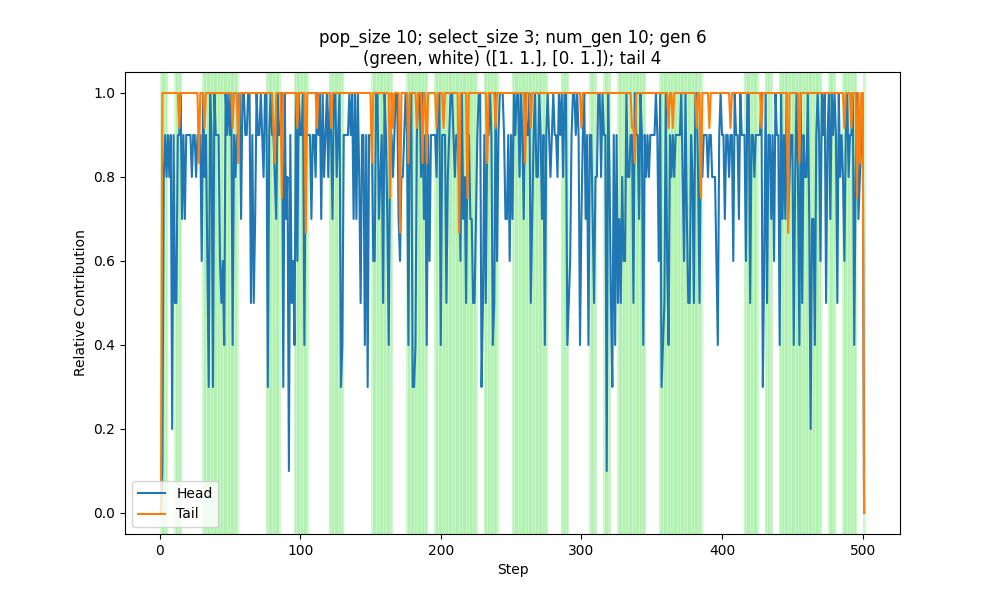 pop_size 10; select_size 3; num_gen 10; gen 6
(green, white) ([1. 1.], [0. 1.]); tail 4
Relative Contribution
1.0
0.8
0.6
0.4
0.2
0.0
Head
Tail
0
100
200
300
400
500
Step